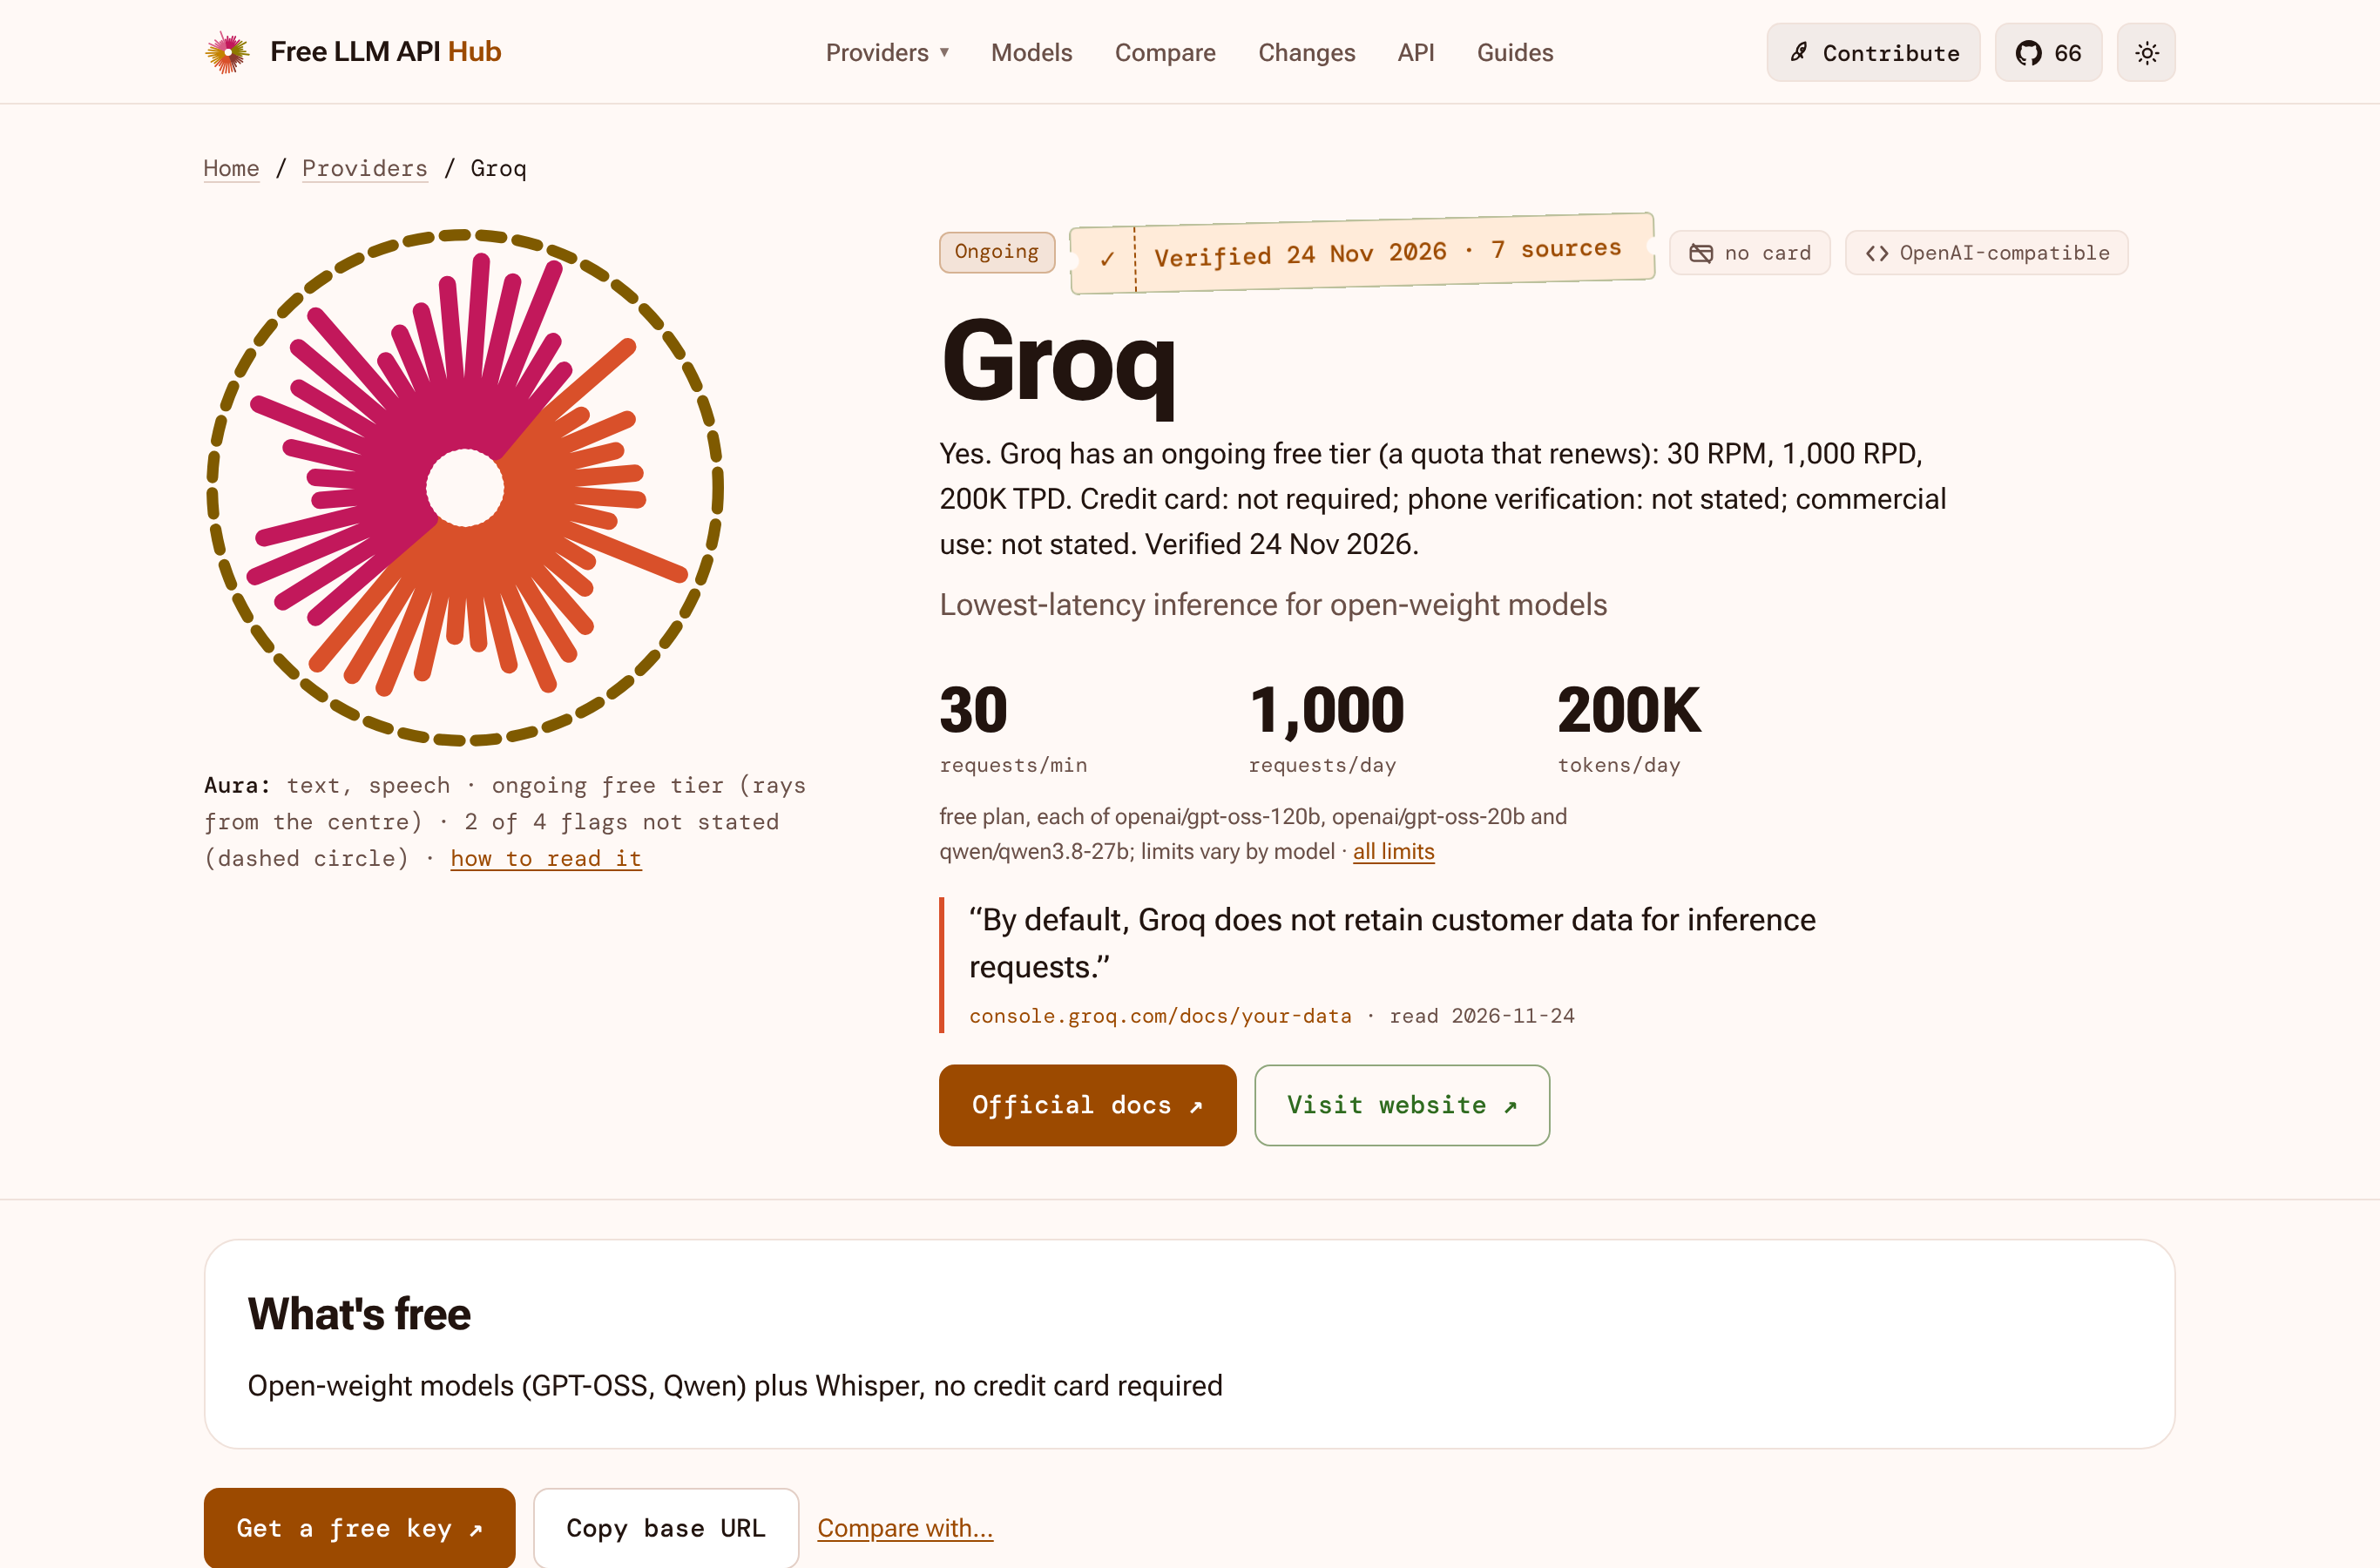 Free LLM API Hub
Providers ▾
Models
Compare
Changes
API
Guides
Contribute
66
Home / Providers / Groq
Ongoing
✓ Verified 24 Nov 2026 · 7 sources
no card
OpenAI-compatible
Groq
Yes. Groq has an ongoing free tier (a quota that renews): 30 RPM, 1,000 RPD,
200K TPD. Credit card: not required; phone verification: not stated; commercial
use: not stated. Verified 24 Nov 2026.
Lowest-latency inference for open-weight models
30
requests/min
1,000
requests/day
200K
tokens/day
free plan, each of openai/gpt-oss-120b, openai/gpt-oss-20b and
qwen/qwen3.8-27b; limits vary by model · all limits
“By default, Groq does not retain customer data for inference
requests.”
console.groq.com/docs/your-data · read 2026-11-24
Official docs ↗
Visit website ↗
Aura: text, speech · ongoing free tier (rays
from the centre) · 2 of 4 flags not stated
(dashed circle) · how to read it
What's free
Open-weight models (GPT-OSS, Qwen) plus Whisper, no credit card required
Get a free key ↗
Copy base URL
Compare with...